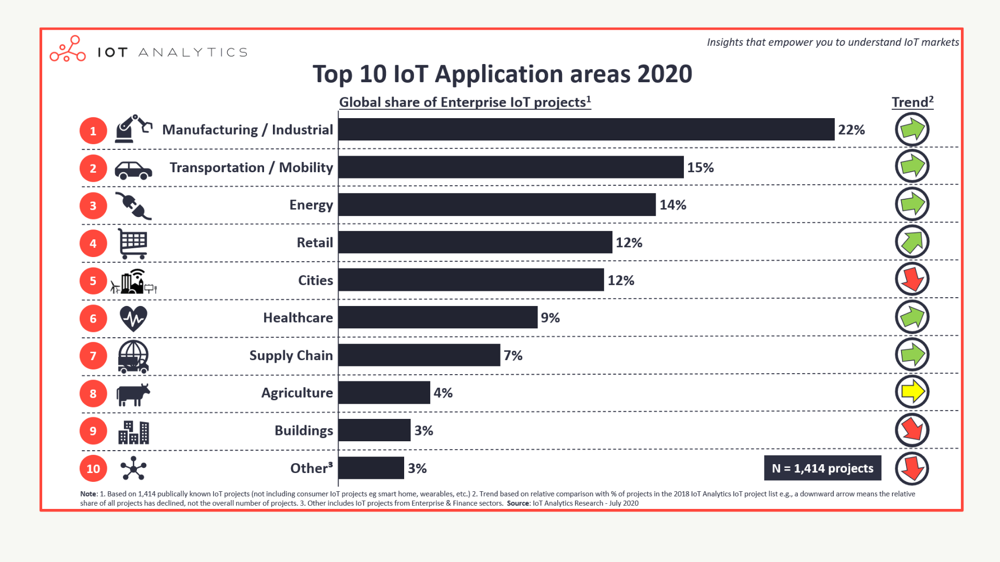 IOT ANALYTICS
Insights that empower you to understand IoT markets
Top 10 IoT Application areas 2020
Global share of Enterprise IoT projects¹
Trend²
1 Manufacturing / Industrial 22%
2 Transportation / Mobility 15%
3 Energy 14%
4 Retail 12%
5 Cities 12%
6 Healthcare 9%
7 Supply Chain 7%
8 Agriculture 4%
9 Buildings 3%
10 Other³ 3%
N = 1,414 projects
Note: 1. Based on 1,414 publically known IoT projects (not including consumer IoT projects eg smart home, wearables, etc.) 2. Trend based on relative comparison with % of projects in the 2018 IoT Analytics IoT project list e.g., a downward arrow means the relative
share of all projects has declined, not the overall number of projects. 3. Other includes IoT projects from Enterprise & Finance sectors. Source: IoT Analytics Research - July 2020